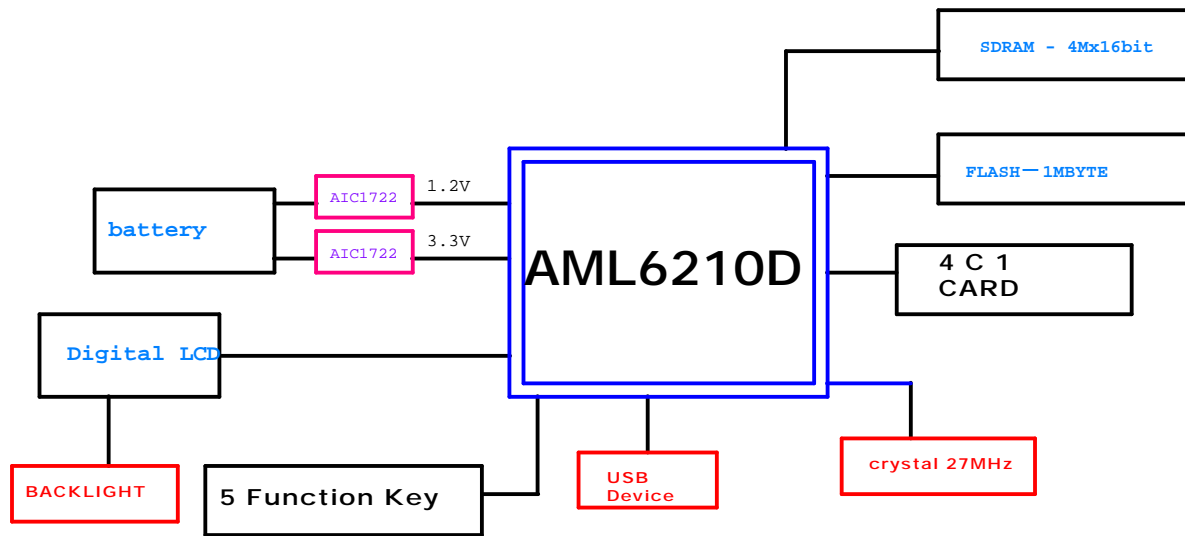 SDRAM - 4Mx16bit
FLASH—1MBYTE
AIC1722
1.2V
battery
AIC1722
3.3V
AML6210D
4 C 1
CARD
Digital LCD
BACKLIGHT
5 Function Key
USB
Device
crystal 27MHz